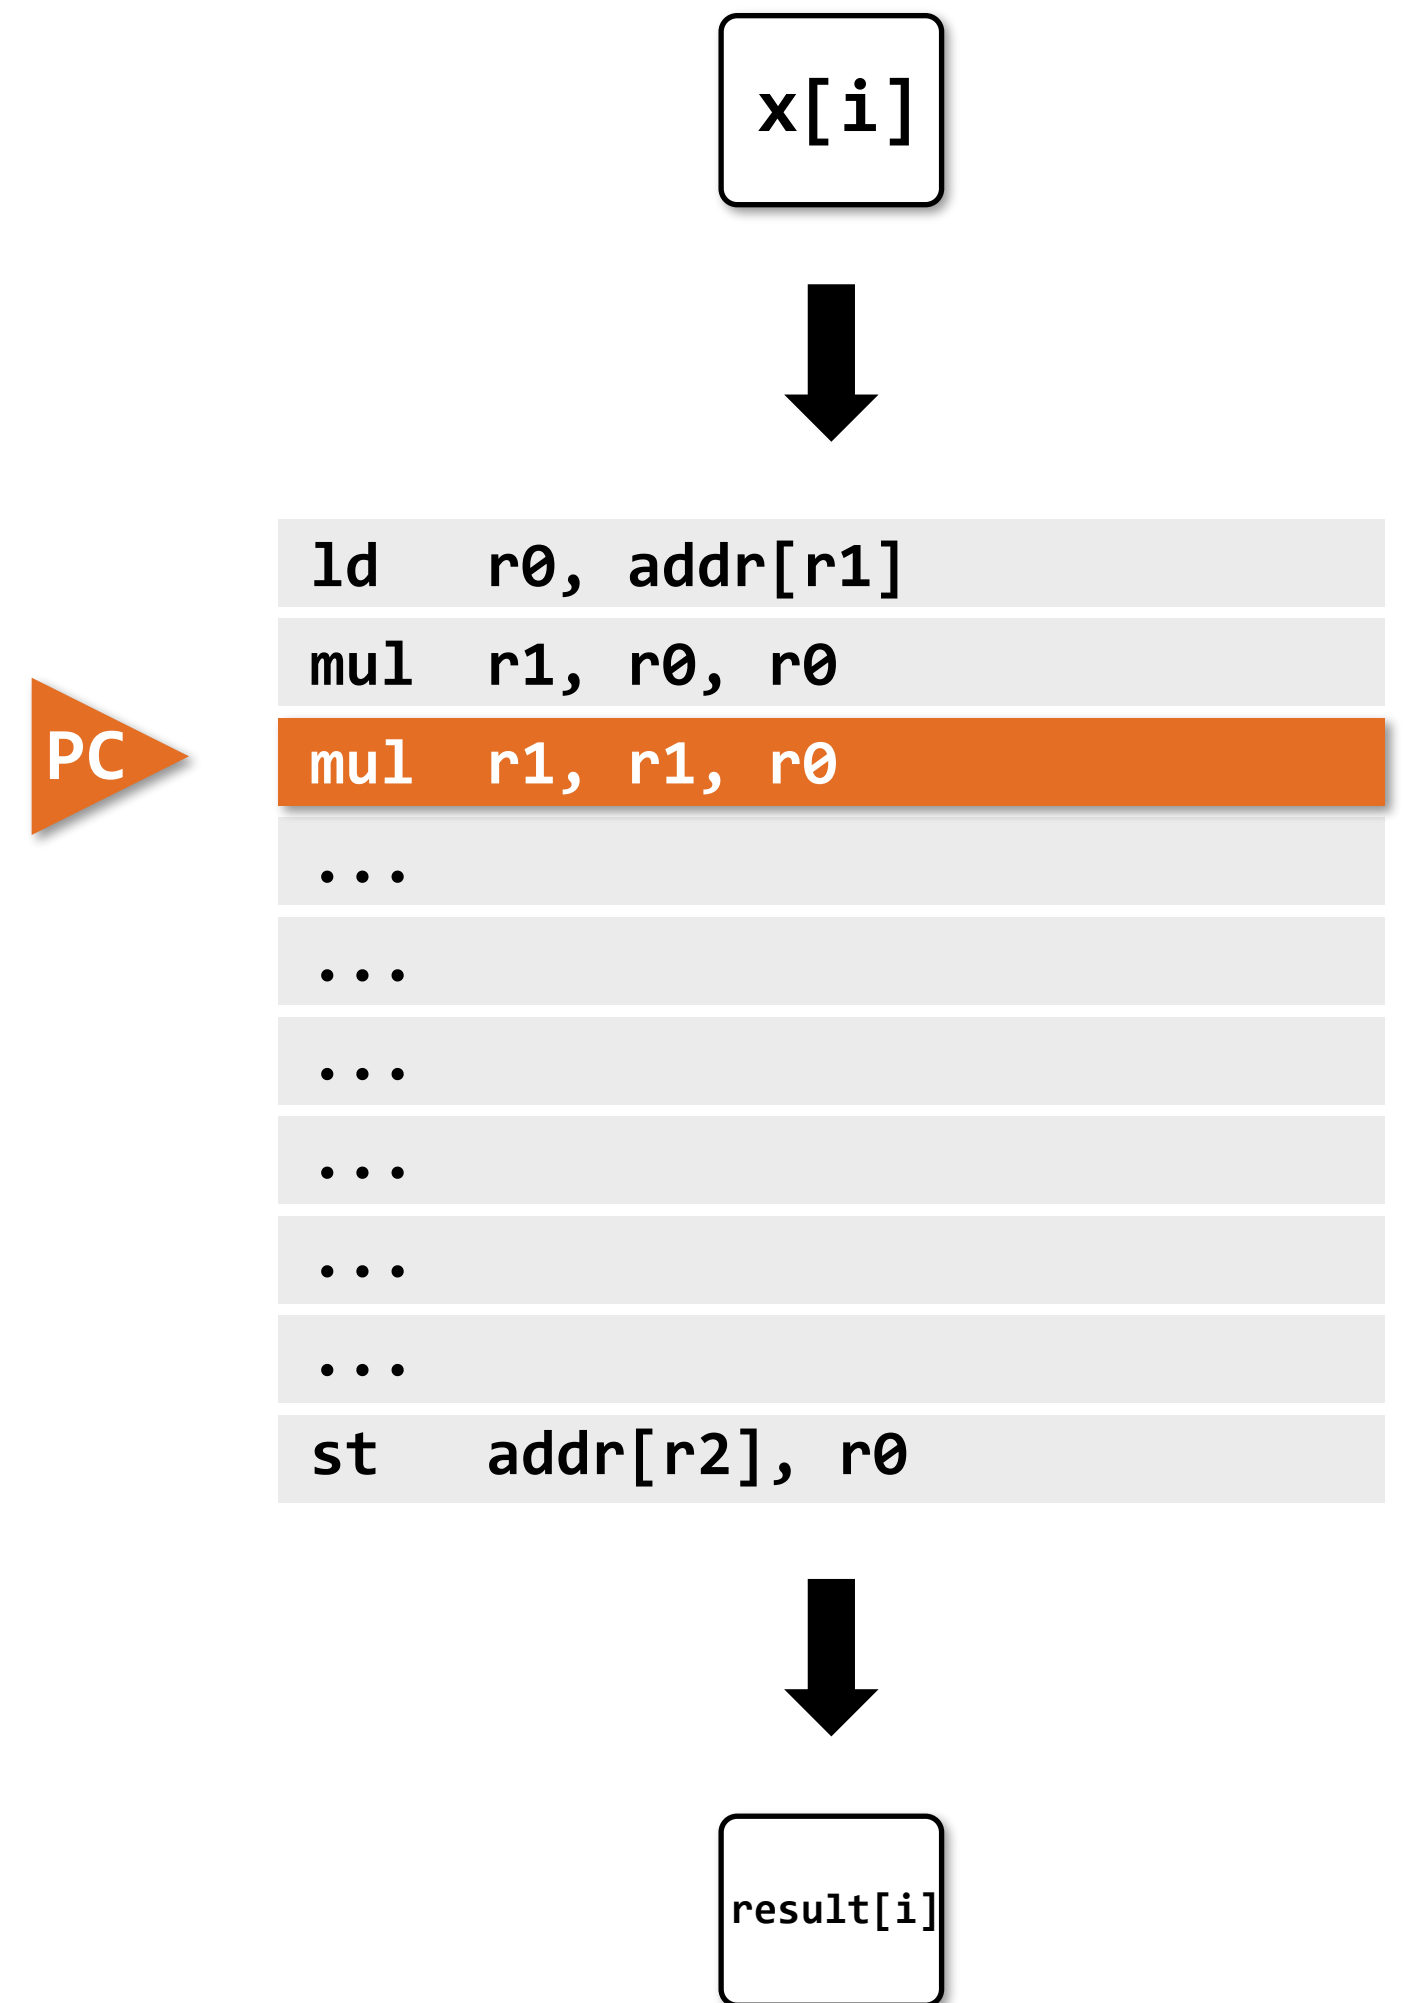 x[i]
ld r0, addr[r1]
mul r1, r0, r0
PC
mul r1, r1, r0
...
...
...
...
...
...
st addr[r2], r0
result[i]